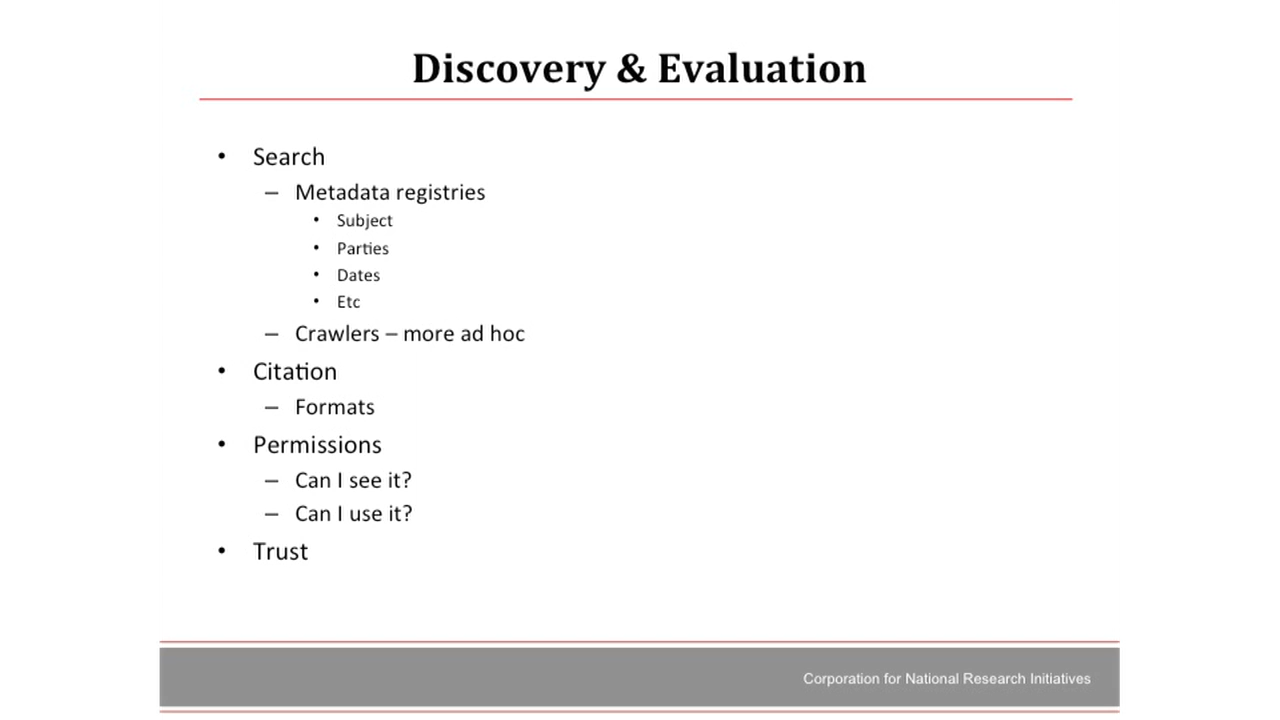 Discovery & Evaluation
• Search
– Metadata registries
• Subject
• Parties
• Dates
• Etc
– Crawlers – more ad hoc
• Citation
– Formats
• Permissions
– Can I see it?
– Can I use it?
• Trust
Corporation for National Research Initiatives